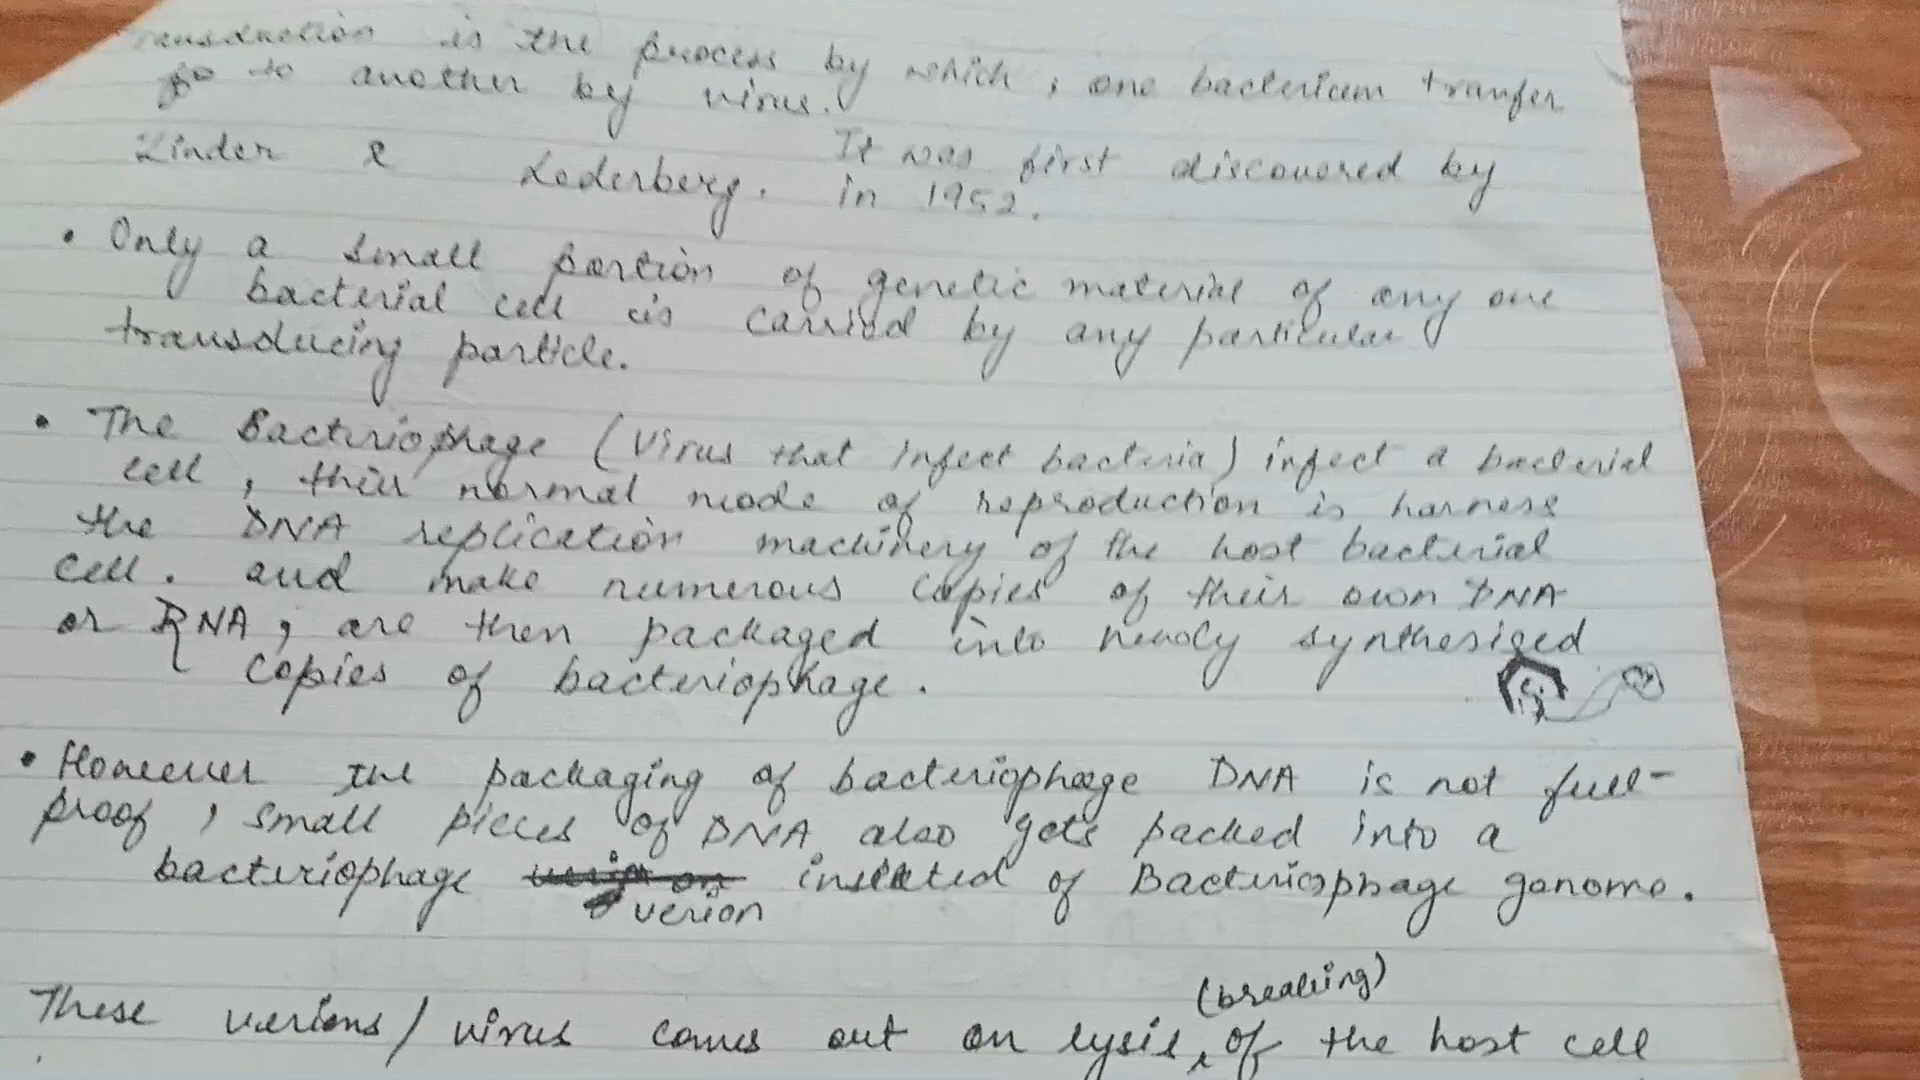 Transduction is the process by which, one bacterium tranfer
go to another by virus. It was first discovered by
Zinder & Lederberg. in 1952.
• Only a small portion of genetic material of any one
bacterial cell is carried by any particular
transducing particle.
• The Bacteriophage (Virus that infect bacteria) infect a bacterial
cell, their normal mode of reproduction is harness
the DNA replication machinery of the host bacterial
cell. and make numerous copies of their own DNA
or RNA, are then packaged into newly synthesized
copies of bacteriophage.
• However the packaging of bacteriophage DNA is not full-
proof, small pieces of DNA also gets packed into a
bacteriophage verion insteated of Bacteriophage genome.
(breaking)
These verions/virus comes out on lysis, of the host cell